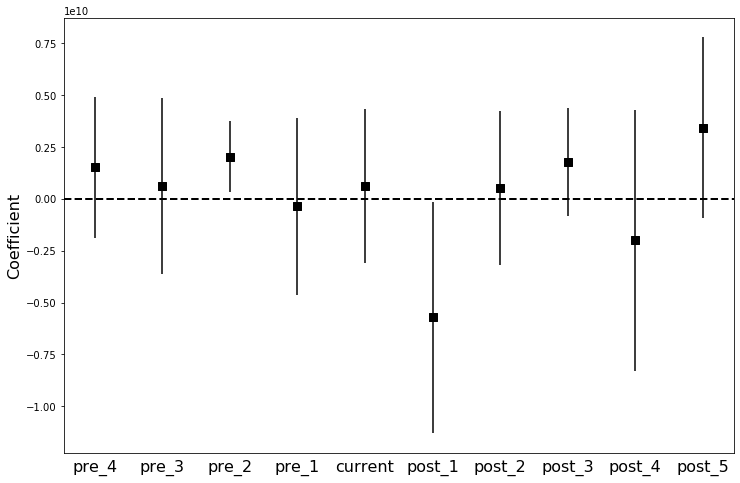 1e10
0.75
0.50
0.25
0.00
−0.25
−0.50
−0.75
−1.00
Coefficient
pre_4 pre_3 pre_2 pre_1 current post_1 post_2 post_3 post_4 post_5